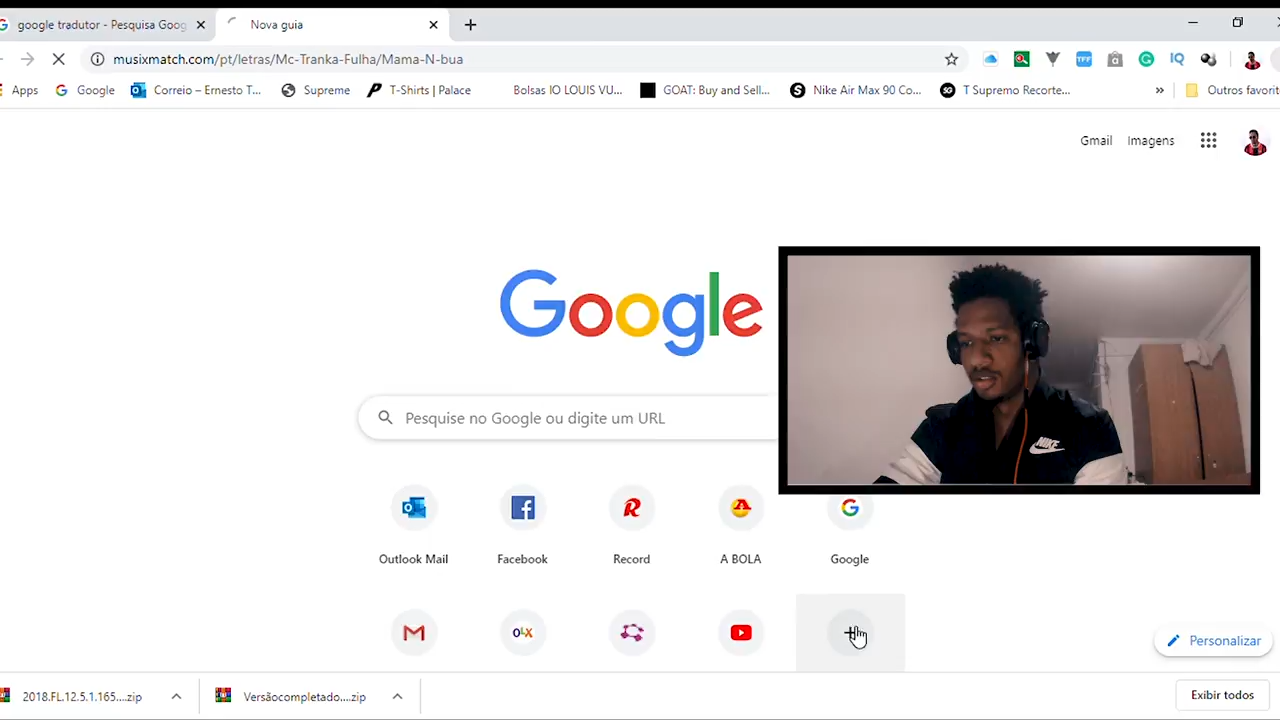 google tradutor - Pesquisa Goog
Nova guia
musixmatch.com/pt/letras/Mc-Tranka-Fulha/Mama-N-bua
Apps
Google
Correio – Ernesto T...
Supreme
T-Shirts | Palace
Bolsas IO LOUIS VU...
GOAT: Buy and Sell...
Nike Air Max 90 Co...
T Supremo Recorte...
Outros favorit
Gmail
Imagens
Google
Pesquise no Google ou digite um URL
NIKE
Outlook Mail
Facebook
Record
A BOLA
Google
OLX
Personalizar
2018.FL.12.5.1.165....zip
Versãocompletado....zip
Exibir todos